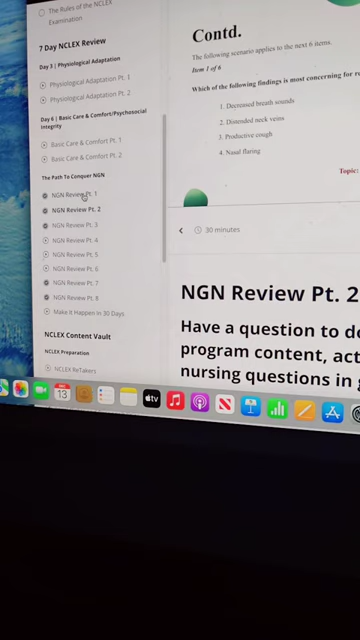 The Rules of the NCLEX
Examination
7 Day NCLEX Review
Day 5 | Physiological Adaptation
Physiological Adaptation Pt. 1
Physiological Adaptation Pt. 2
Day 6 | Basic Care & Comfort/Psychosocial
Integrity
Basic Care & Comfort Pt. 1
Basic Care & Comfort Pt. 2
The Path To Conquer NGN
NGN Review Pt. 1
NGN Review Pt. 2
NGN Review Pt. 3
NGN Review Pt. 4
NGN Review Pt. 5
NGN Review Pt. 6
NGN Review Pt. 7
NGN Review Pt. 8
Make It Happen In 30 Days
NCLEX Content Vault
NCLEX Preparation
NCLEX ReTakers
Contd.
The following scenario applies to the next 6 items.
Item 1 of 6
Which of the following findings is most concerning for
1. Decreased breath sounds
2. Distended neck veins
3. Productive cough
4. Nasal flaring
Topic:
30 minutes
NGN Review Pt. 2
Have a question to
program content,
nursing questions in
13
tv